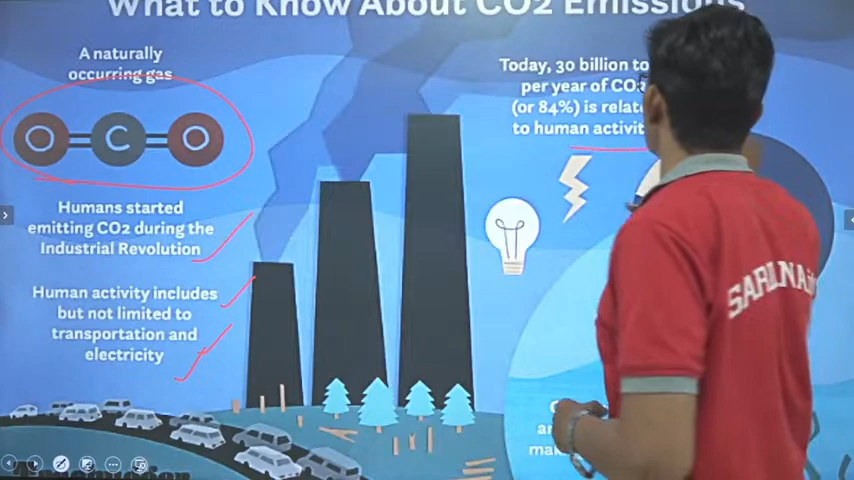 What to Know About CO2 Emissions
A naturally
occurring gas
O C O
Humans started
emitting CO2 during the
Industrial Revolution
Human activity includes
but not limited to
transportation and
electricity
Today, 30 billion to
per year of CO
(or 84%) is relat
to human activit